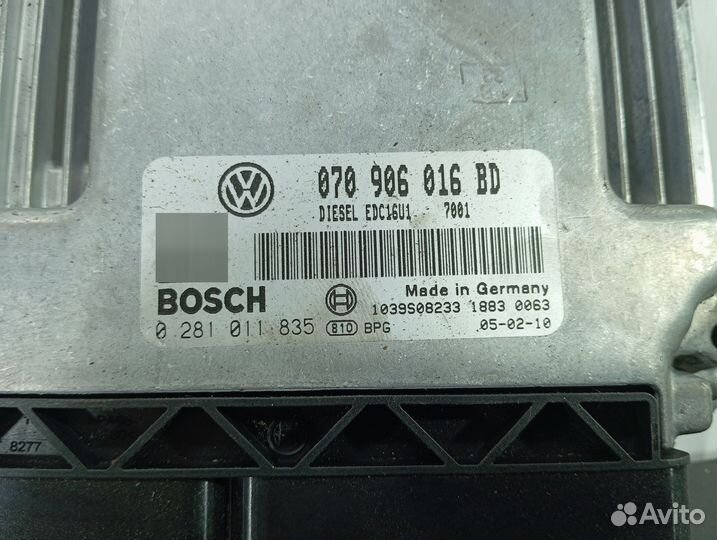 070 906 016 BD
DIESEL EDC16U1 7001
BOSCH
Made in Germany
1039S08233 1883 0063
0 281 011 835 810 BPG 05-02-10
8277
Avito